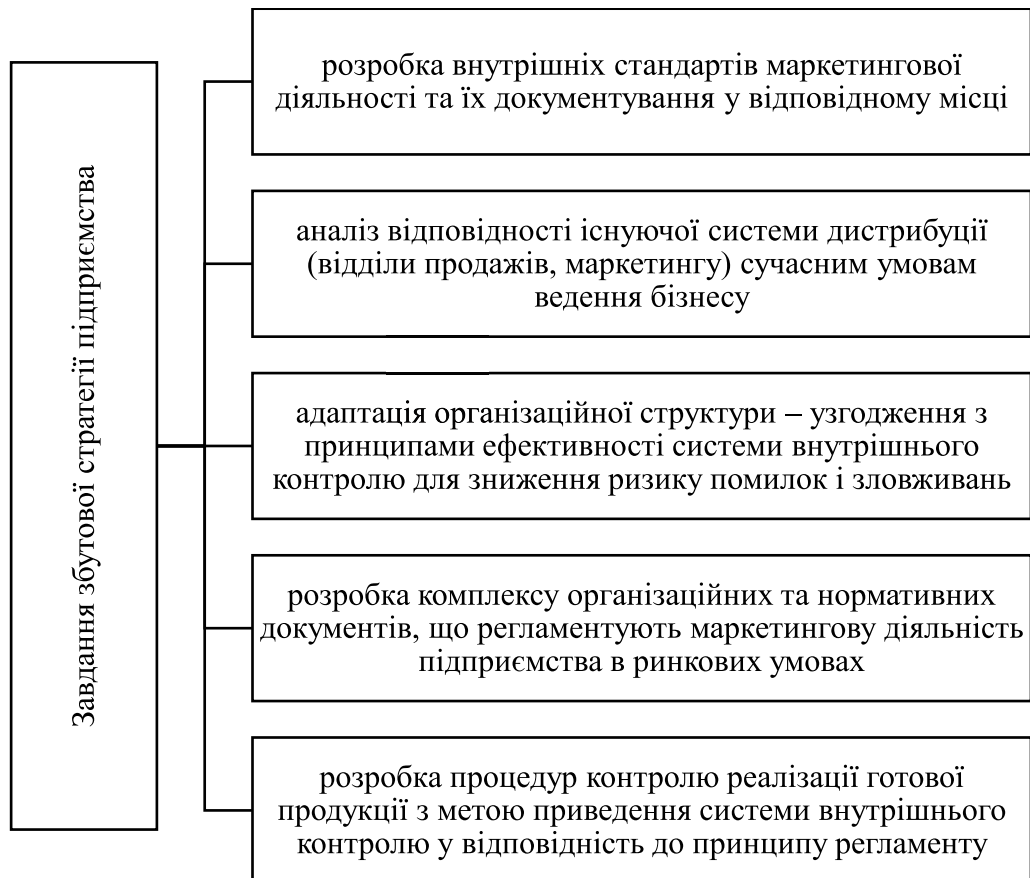 Завдання збутової стратегії підприємства
розробка внутрішніх стандартів маркетингової
діяльності та їх документування у відповідному місці
аналіз відповідності існуючої системи дистрибуції
(відділи продажів, маркетингу) сучасним умовам
ведення бізнесу
адаптація організаційної структури – узгодження з
принципами ефективності системи внутрішнього
контролю для зниження ризику помилок і зловживань
розробка комплексу організаційних та нормативних
документів, що регламентують маркетингову діяльність
підприємства в ринкових умовах
розробка процедур контролю реалізації готової
продукції з метою приведення системи внутрішнього
контролю у відповідність до принципу регламенту